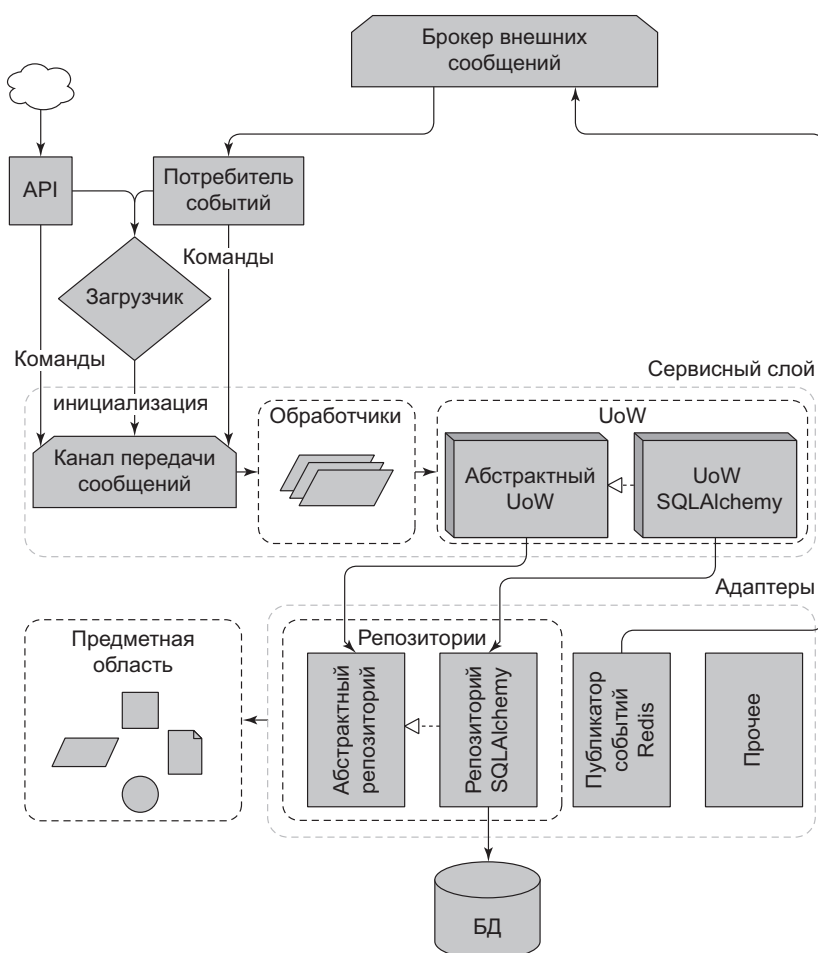 Брокер внешних
сообщений
API
Потребитель
событий
Команды
Загрузчик
Команды
Сервисный слой
инициализация
Обработчики
UoW
Канал передачи
сообщений
Абстрактный
UoW
UoW
SQLAlchemy
Адаптеры
Предметная
область
Репозитории
Абстрактный
репозиторий
Репозиторий
SQLAlchemy
Публикатор
событий
Redis
Прочее
БД